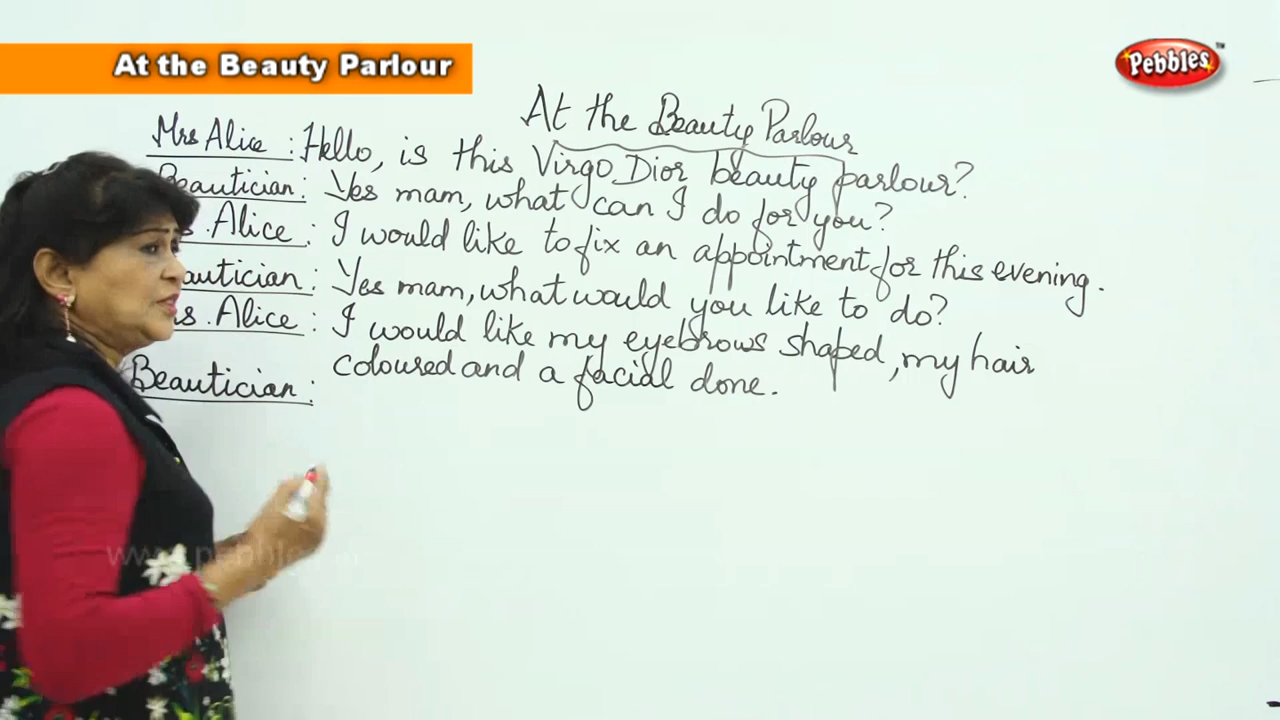 At the Beauty Parlour
Pebbles™
At the Beauty Parlour
Mrs Alice : Hello, is this Virgo Dior beauty parlour?
Beautician : Yes mam, what can I do for you?
Alice : I would like to fix an appointment for this evening.
autician : Yes mam, what would you like to do?
s. Alice : I would like my eyebrows shaped, my hair
coloured and a facial done.
Beautician :